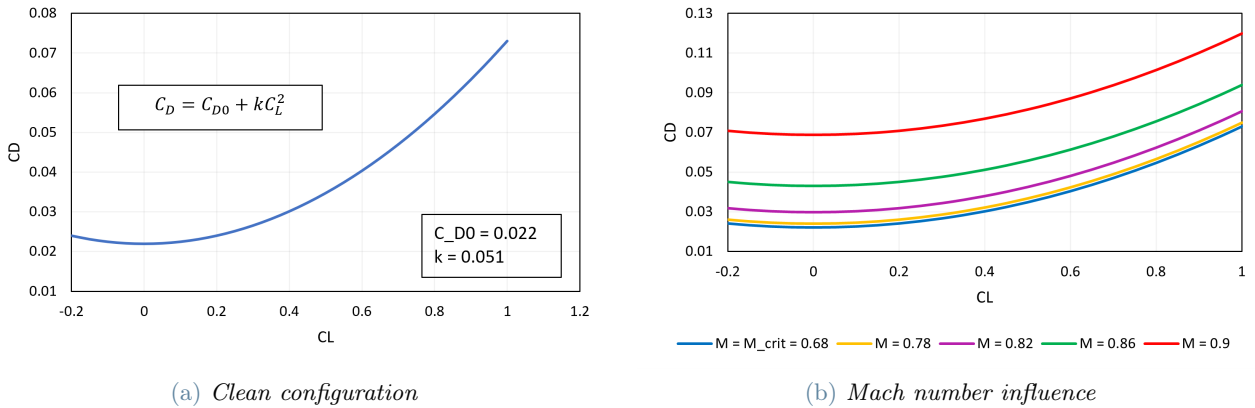 0.08
0.07
0.06
0.05
0.04
0.03
0.02
0.01
CD
C_D = C_{D0} + kC_L^2
C_D0 = 0.022
k = 0.051
-0.2 0 0.2 0.4 0.6 0.8 1 1.2
CL
(a) Clean configuration
0.13
0.11
0.09
0.07
0.05
0.03
0.01
CD
-0.2 0 0.2 0.4 0.6 0.8 1
CL
M = M_crit = 0.68 M = 0.78 M = 0.82 M = 0.86 M = 0.9
(b) Mach number influence